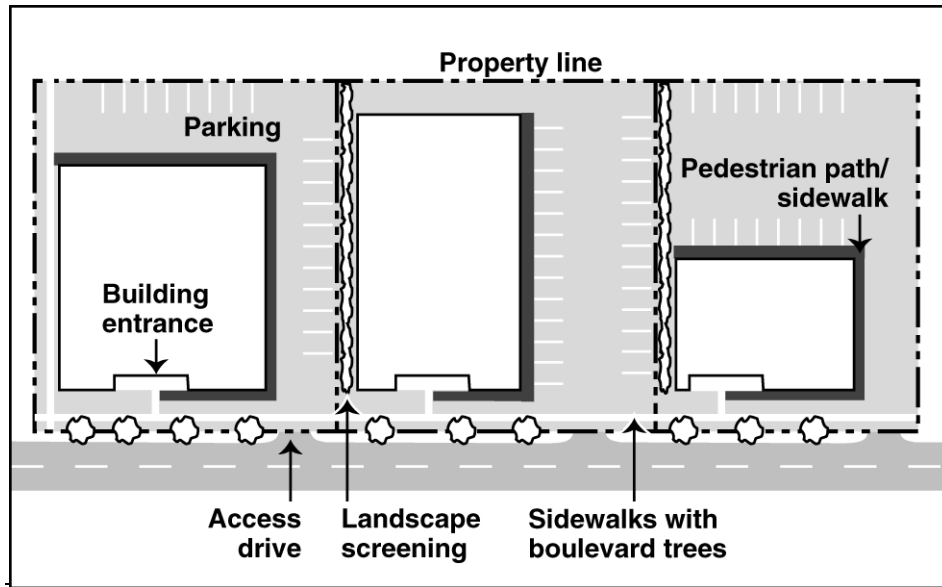 Property line
Parking
Pedestrian path/
sidewalk
Building
entrance
Access
drive
Landscape
screening
Sidewalks with
boulevard trees